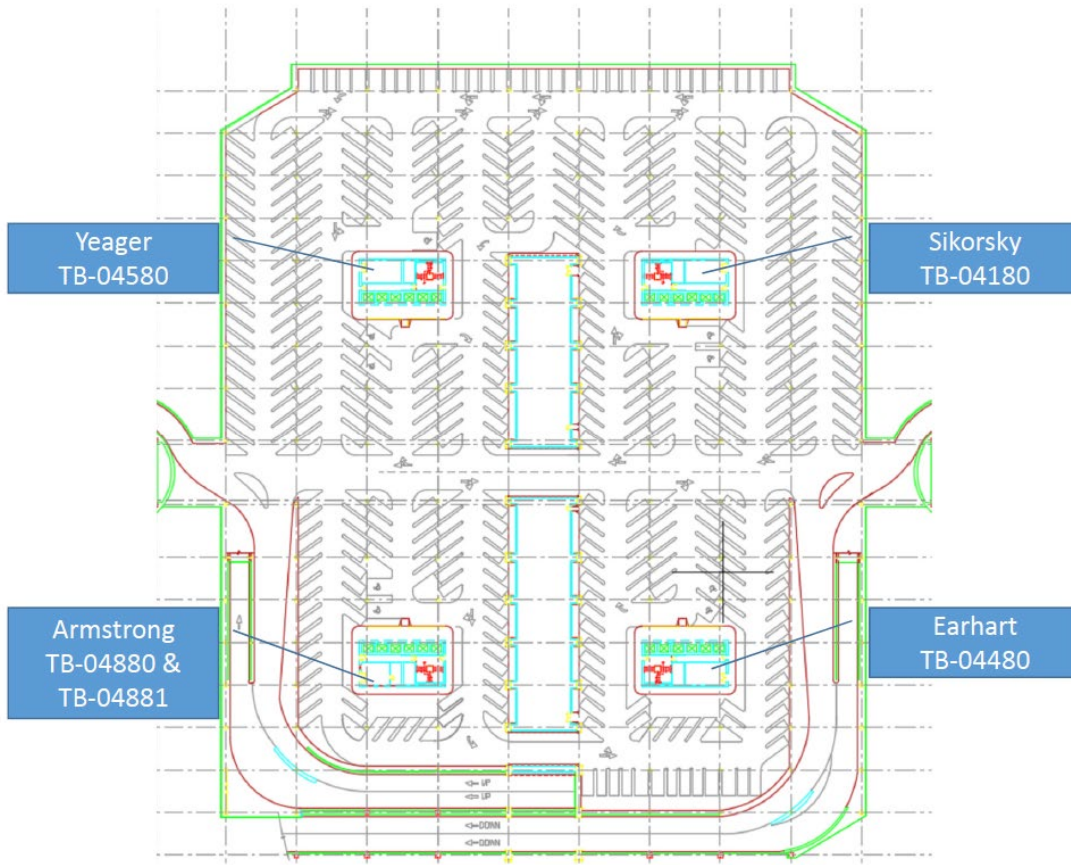 Yeager
TB-04580
Sikorsky
TB-04180
Armstrong
TB-04880 &
TB-04881
Earhart
TB-04480
UP
UP
DOWN
DOWN